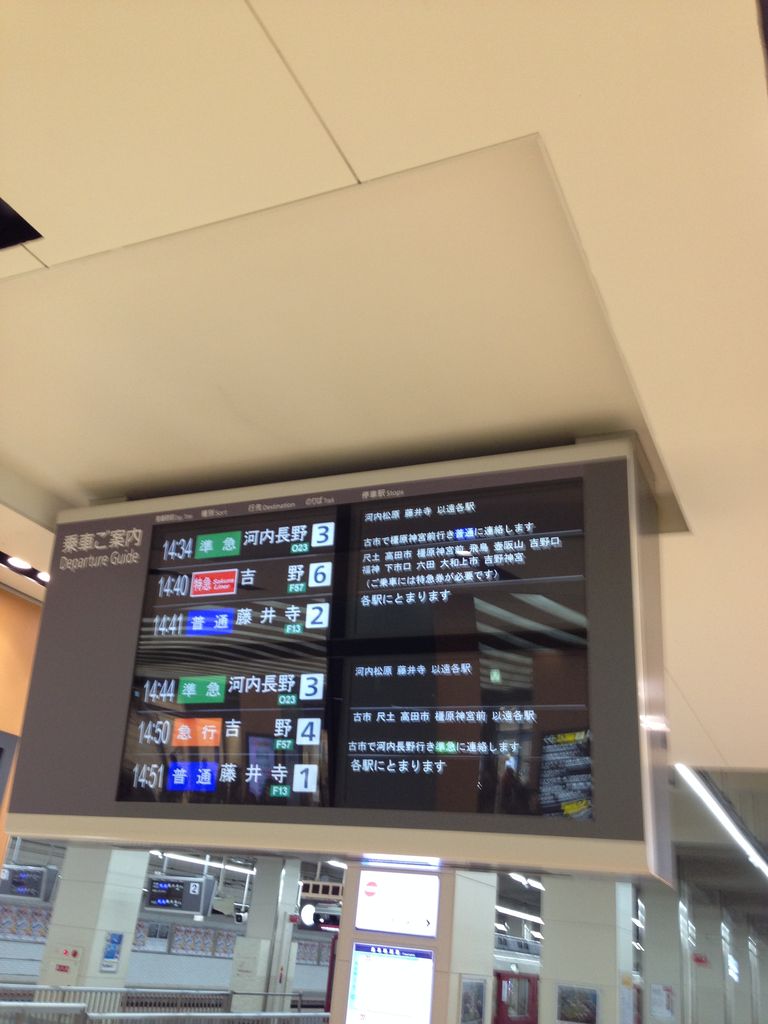 乗車ご案内
Departure Guide
種別 Sort 行先 Destination のりば Trak 停車駅 Stops
14:34 準急 河内長野 O23 3
河内松原 藤井寺 以遠各駅
古市で橿原神宮前行き普通に連絡します
14:40 特急 Sakura Liner 吉野 F57 6
尺土 高田市 橿原神宮前 飛鳥 壺阪山 吉野口
福神 下市口 六田 大和上市 吉野神宮
(ご乗車には特急券が必要です)
14:41 普通 藤井寺 F13 2
各駅にとまります
14:44 準急 河内長野 O23 3
河内松原 藤井寺 以遠各駅
14:50 急行 吉野 F57 4
古市 尺土 高田市 橿原神宮前 以遠各駅
古市で河内長野行き準急に連絡します
14:51 普通 藤井寺 F13 1
各駅にとまります
2